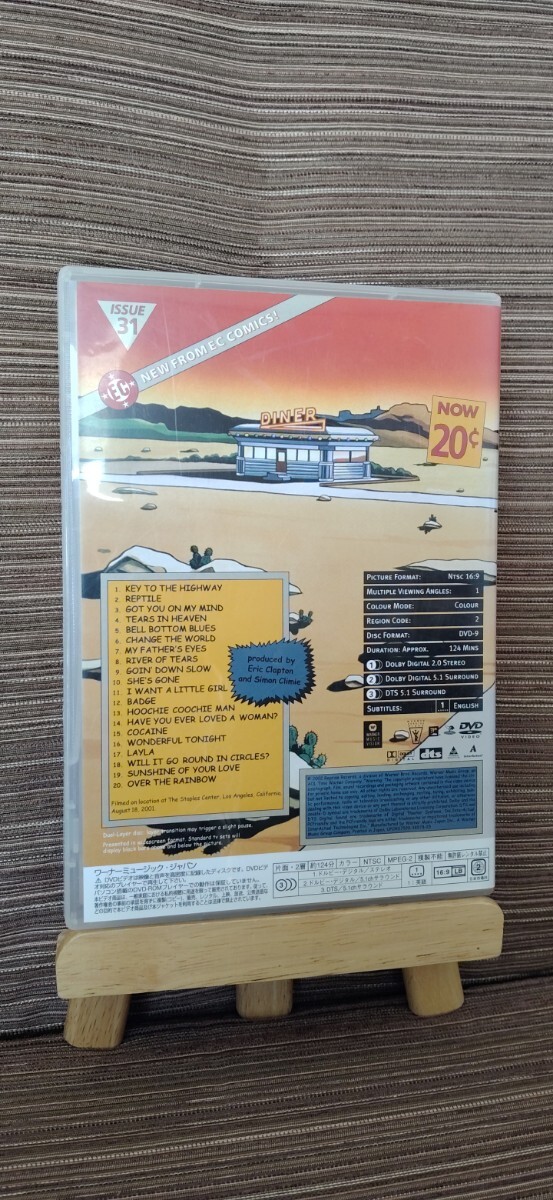 ISSUE
31
EC
NEW FROM EC COMICS!
DINER
NOW
20¢
1. KEY TO THE HIGHWAY
2. REPTILE
3. GOT YOU ON MY MIND
4. TEARS IN HEAVEN
5. BELL BOTTOM BLUES
6. CHANGE THE WORLD
7. MY FATHER'S EYES
8. RIVER OF TEARS
9. GOIN' DOWN SLOW
10. SHE'S GONE
11. I WANT A LITTLE GIRL
12. BADGE
13. HOOCHIE COOCHIE MAN
14. HAVE YOU EVER LOVED A WOMAN?
15. COCAINE
16. WONDERFUL TONIGHT
17. LAYLA
18. WILL IT GO ROUND IN CIRCLES?
19. SUNSHINE OF YOUR LOVE
20. OVER THE RAINBOW
Filmed on location at The Staples Center, Los Angeles, California,
August 18, 2001.
produced by
Eric Clapton
and Simon Climie
PICTURE FORMAT: NTSC 16:9
MULTIPLE VIEWING ANGLES: 1
COLOUR MODE: COLOUR
REGION CODE: 2
DISC FORMAT: DVD-9
DURATION: APPROX. 124 MINS
1 DOLBY DIGITAL 2.0 STEREO
2 DOLBY DIGITAL 5.1 SURROUND
3 DTS 5.1 SURROUND
SUBTITLES: 1 ENGLISH
WARNER MUSIC VISION
DVD
VIDEO
dts
ワーナーミュージック・ジャパン
片面・2層 約124分 カラー NTSC MPEG-2 複製不能
1.ドルビー・デジタル/ステレオ
2.ドルビー・デジタル/5.1chサラウンド
3.DTS/5.1chサラウンド
1:英語
16:9 LB
2